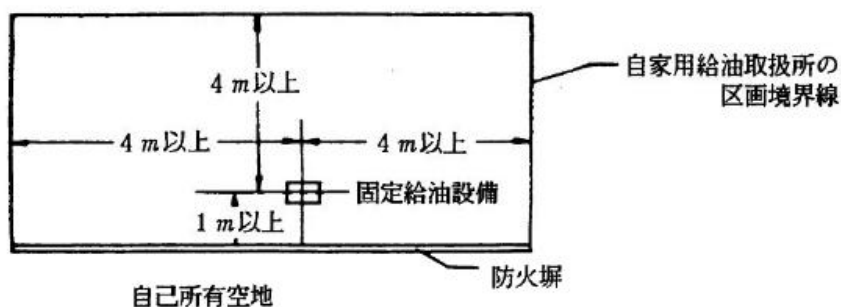 4 m以上
自家用給油取扱所の
区画境界線
4 m以上
4 m以上
固定給油設備
1 m以上
防火塀
自己所有空地